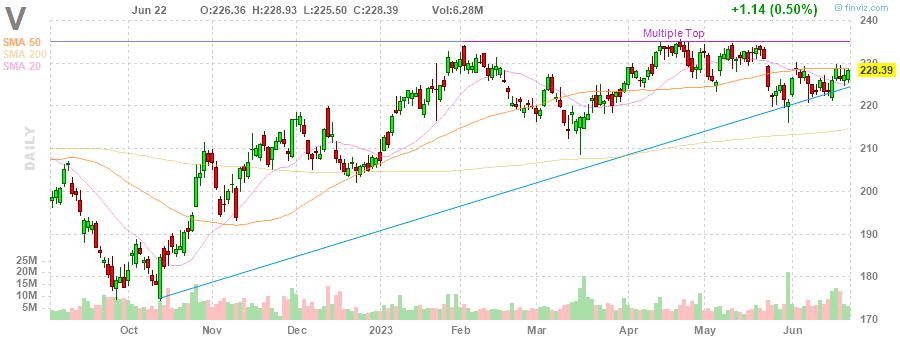 © finviz.com
V
Jun 22 O:226.36 H:228.93 L:225.50 C:228.39 Vol:6.28M +1.14 (0.50%)
SMA 50
SMA 200
SMA 20
Multiple Top
DAILY
240
228.39
220
210
200
190
180
170
25M
20M
15M
10M
5M
Oct Nov Dec 2023 Feb Mar Apr May Jun